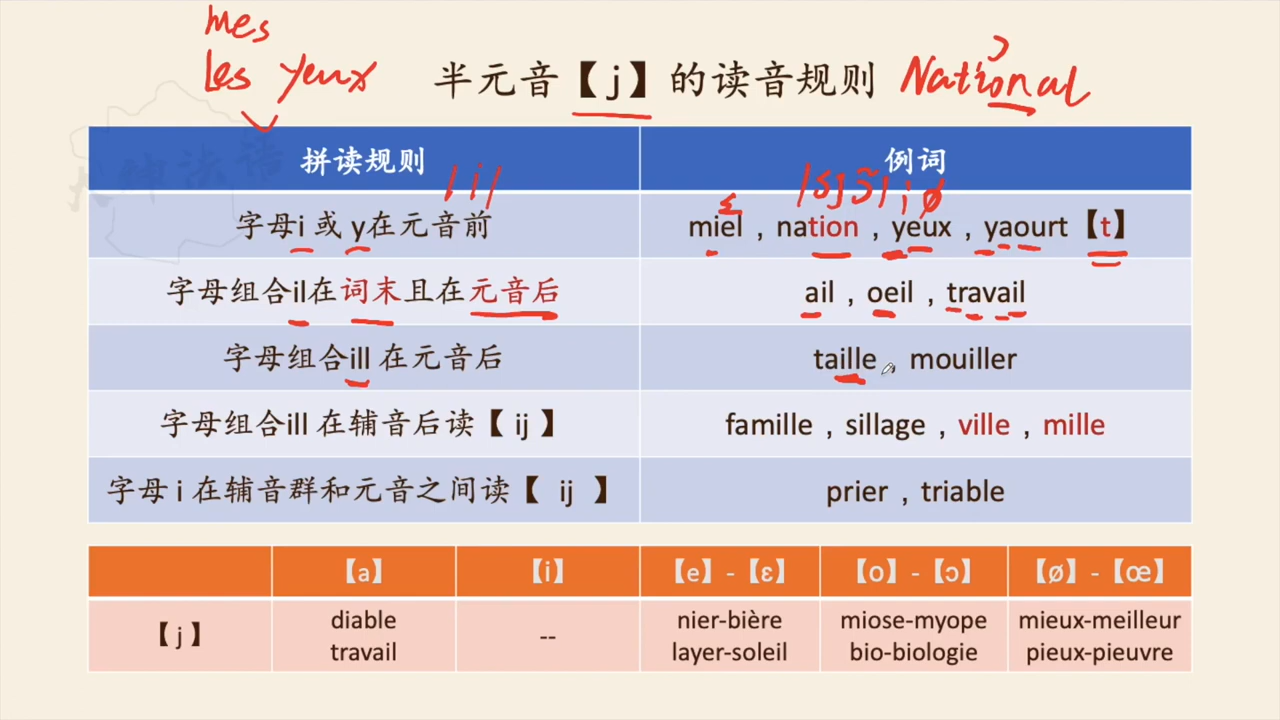 mes
les yeux
半元音【 j 】的读音规则
National
拼读规则 例词
/ i / /sjɔ̃/ j ø ɛ
字母i 或 y在元音前 miel , nation , yeux , yaourt【t】
字母组合il在词末且在元音后 ail , oeil , travail
字母组合ill 在元音后 taille , mouiller
字母组合ill 在辅音后读【 ij 】 famille , sillage , ville , mille
字母 i 在辅音群和元音之间读【 ij 】 prier , triable
【a】 【i】 【e】-【ɛ】 【o】-【ɔ】 【ø】-【œ】
【 j 】 diable travail -- nier-bière layer-soleil miose-myope bio-biologie mieux-meilleur pieux-pieuvre